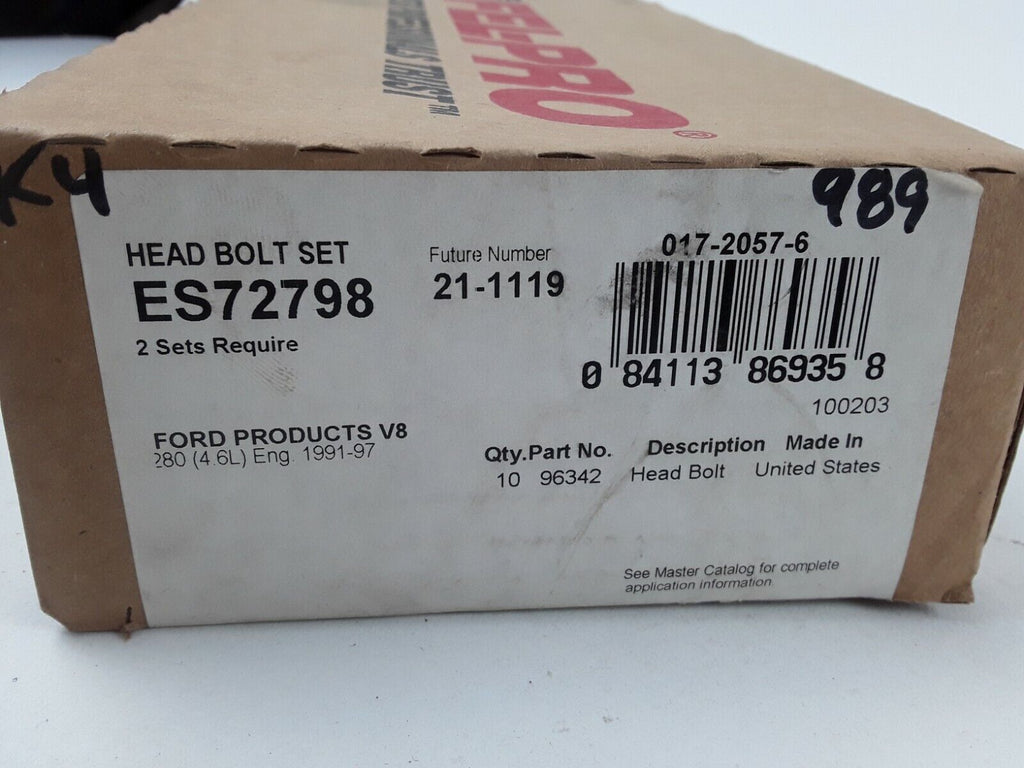 FEL-PRO®
TRUST™
K4
989
HEAD BOLT SET
ES72798
2 Sets Require
Future Number
21-1119
017-2057-6
0 84113 86935 8
100203
FORD PRODUCTS V8
280 (4.6L) Eng. 1991-97
Qty. Part No. Description Made In
10 96342 Head Bolt United States
See Master Catalog for complete
application information.